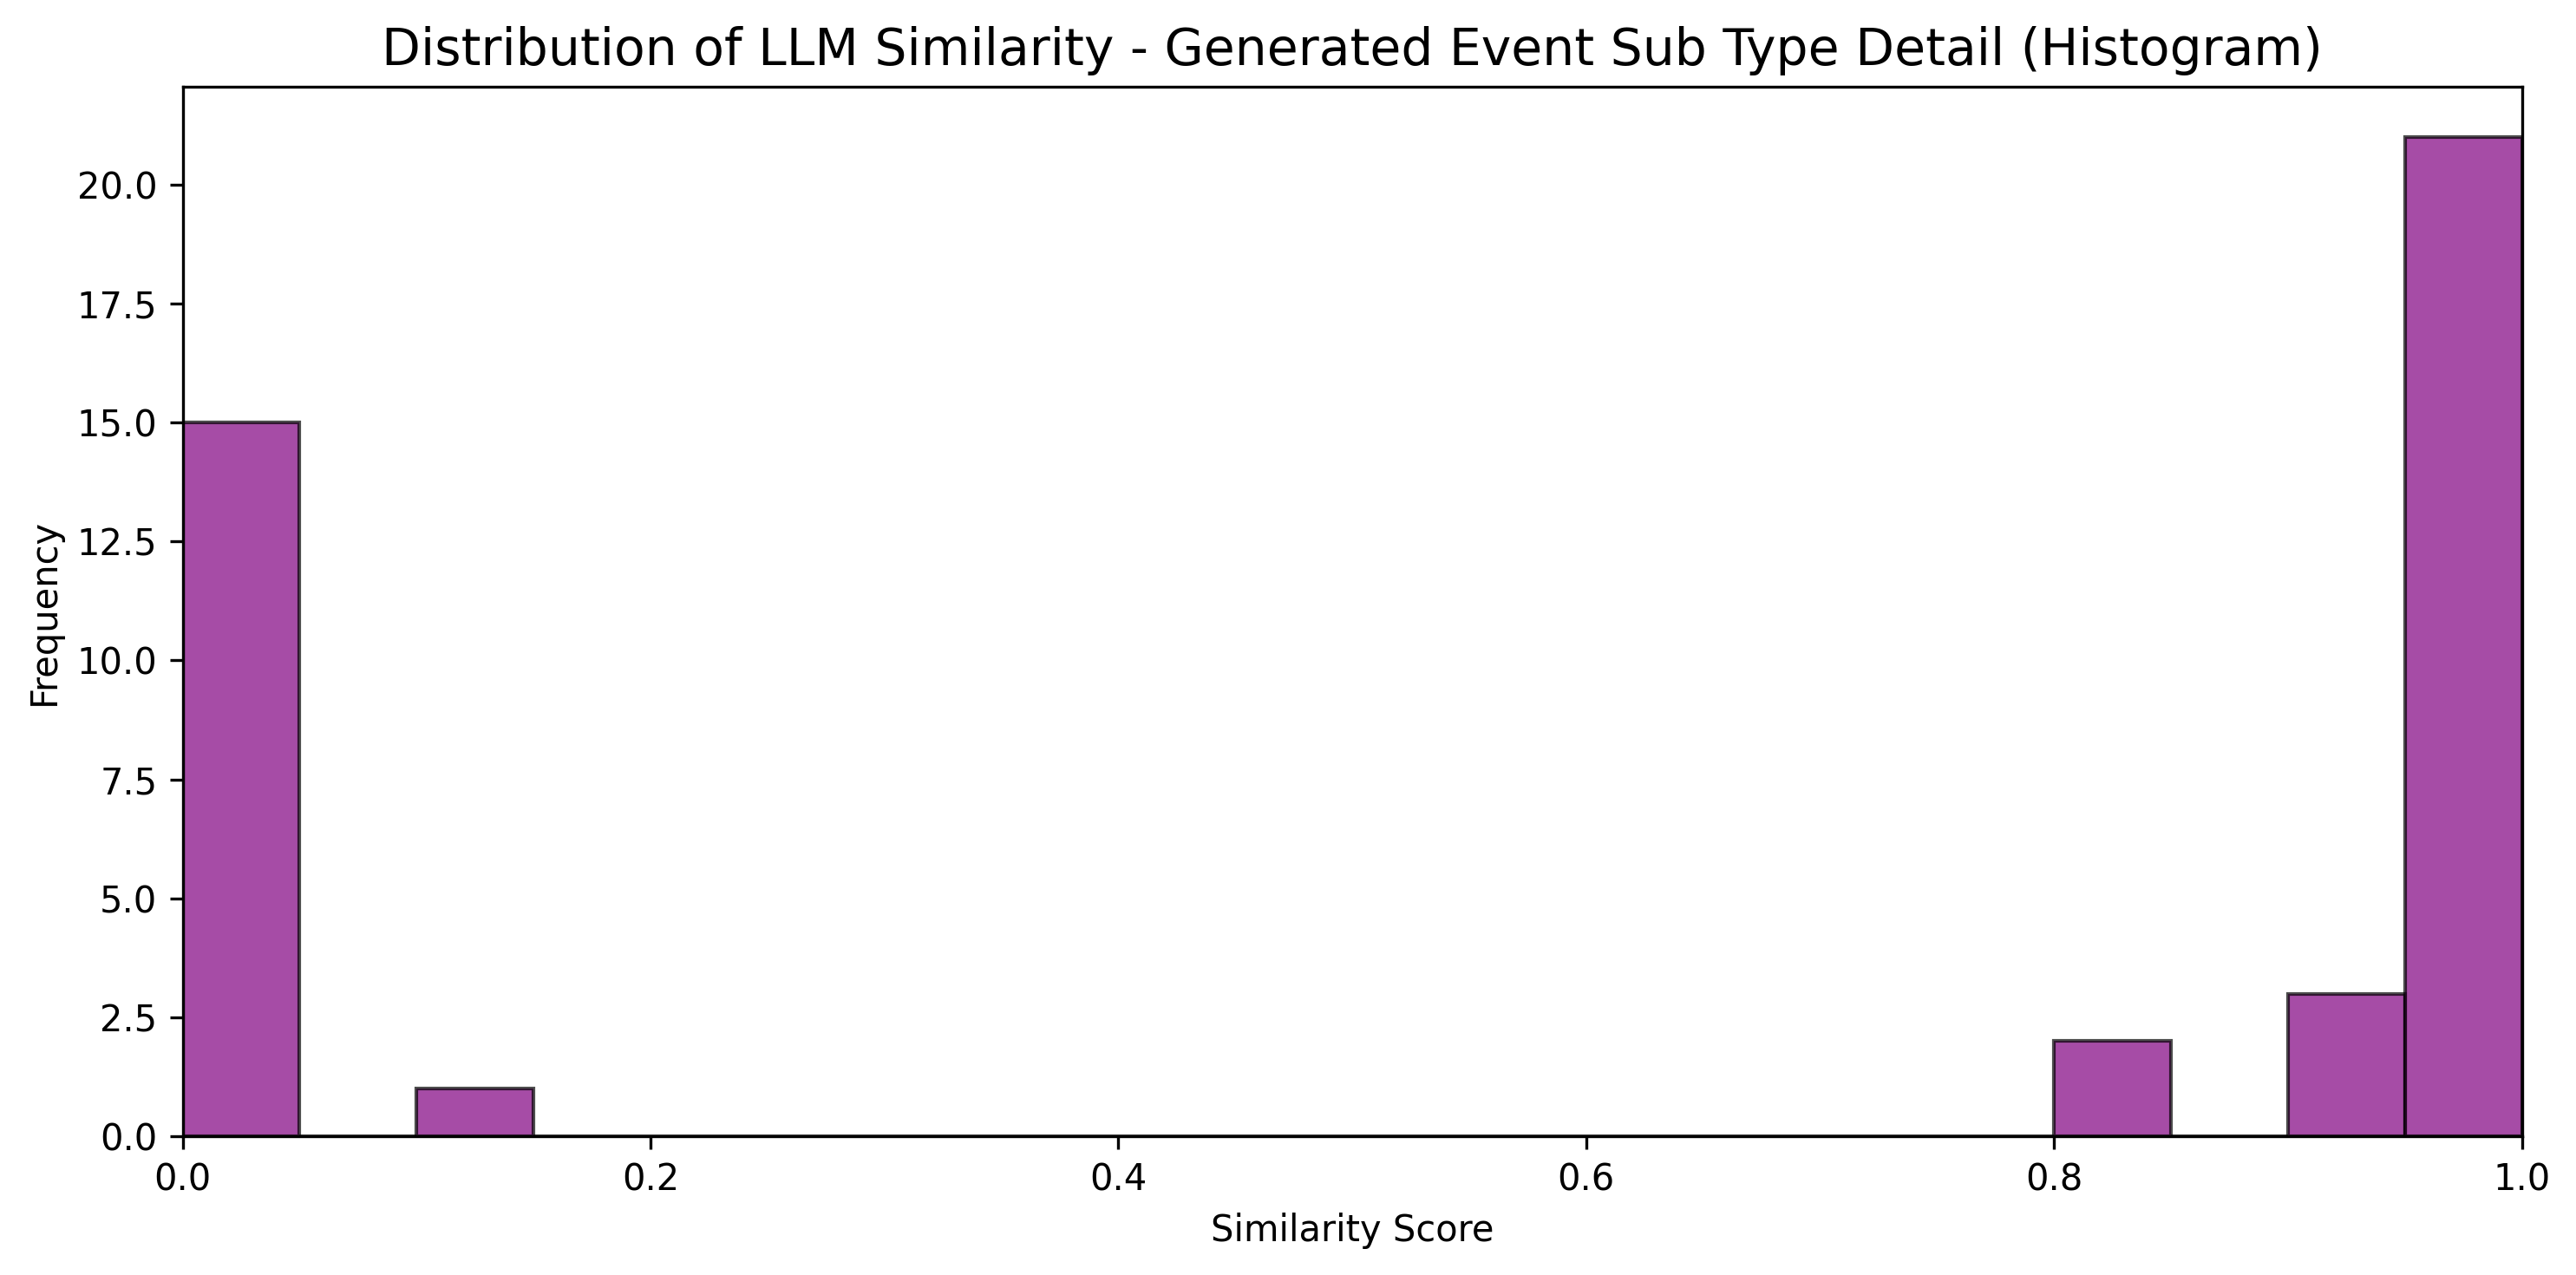 Distribution of LLM Similarity - Generated Event Sub Type Detail (Histogram)
20.0
17.5
15.0
12.5
10.0
7.5
5.0
2.5
0.0
Frequency
0.0 0.2 0.4 0.6 0.8 1.0
Similarity Score